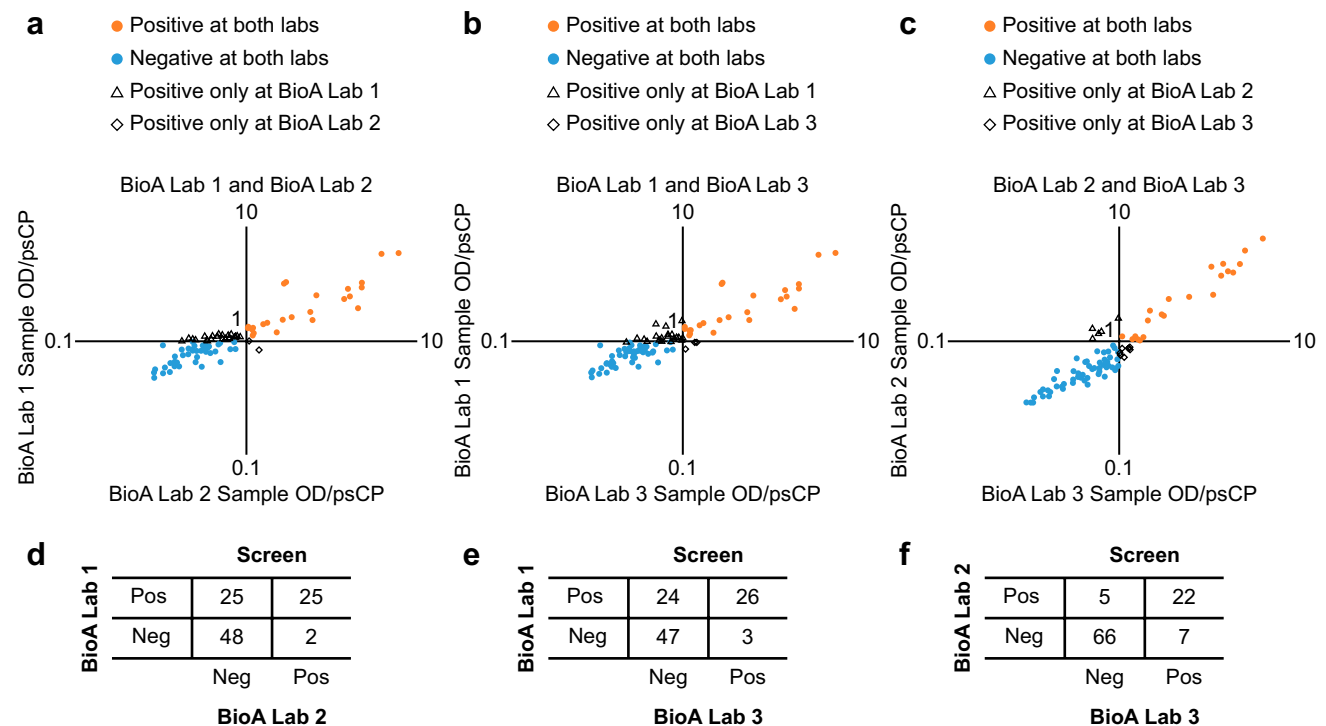 a
Positive at both labs
Negative at both labs
Positive only at BioA Lab 1
Positive only at BioA Lab 2
BioA Lab 1 and BioA Lab 2
10
1
0.1
10
0.1
BioA Lab 1 Sample OD/psCP
BioA Lab 2 Sample OD/psCP
b
Positive at both labs
Negative at both labs
Positive only at BioA Lab 1
Positive only at BioA Lab 3
BioA Lab 1 and BioA Lab 3
10
1
0.1
10
0.1
BioA Lab 1 Sample OD/psCP
BioA Lab 3 Sample OD/psCP
c
Positive at both labs
Negative at both labs
Positive only at BioA Lab 2
Positive only at BioA Lab 3
BioA Lab 2 and BioA Lab 3
10
1
0.1
10
0.1
BioA Lab 2 Sample OD/psCP
BioA Lab 3 Sample OD/psCP
d
Screen
BioA Lab 1
Pos 25 25
Neg 48 2
Neg Pos
BioA Lab 2
e
Screen
BioA Lab 1
Pos 24 26
Neg 47 3
Neg Pos
BioA Lab 3
f
Screen
BioA Lab 2
Pos 5 22
Neg 66 7
Neg Pos
BioA Lab 3